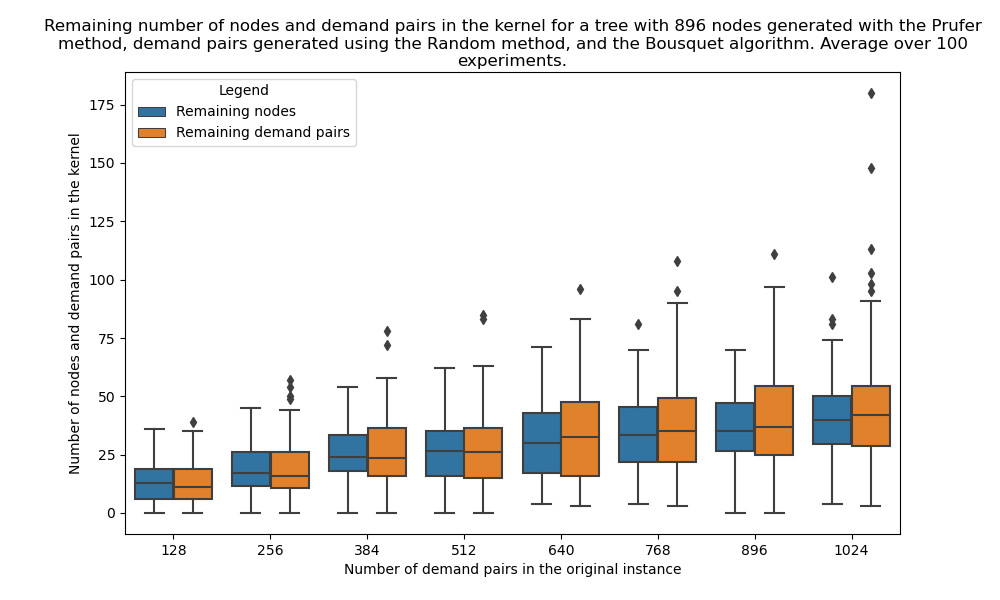 Remaining number of nodes and demand pairs in the kernel for a tree with 896 nodes generated with the Prufer
method, demand pairs generated using the Random method, and the Bousquet algorithm. Average over 100
experiments.
Legend
Remaining nodes
Remaining demand pairs
Number of nodes and demand pairs in the kernel
175
150
125
100
75
50
25
0
128 256 384 512 640 768 896 1024
Number of demand pairs in the original instance